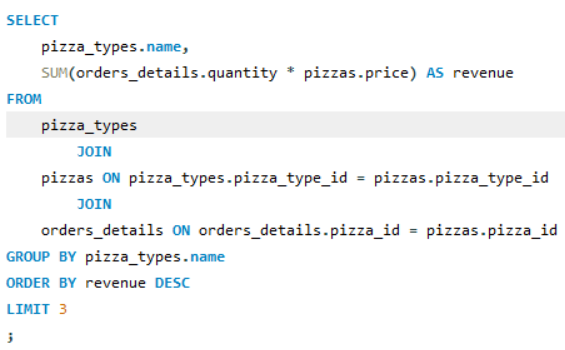 SELECT
    pizza_types.name,
    SUM(orders_details.quantity * pizzas.price) AS revenue
FROM
    pizza_types
        JOIN
    pizzas ON pizza_types.pizza_type_id = pizzas.pizza_type_id
        JOIN
    orders_details ON orders_details.pizza_id = pizzas.pizza_id
GROUP BY pizza_types.name
ORDER BY revenue DESC
LIMIT 3
;